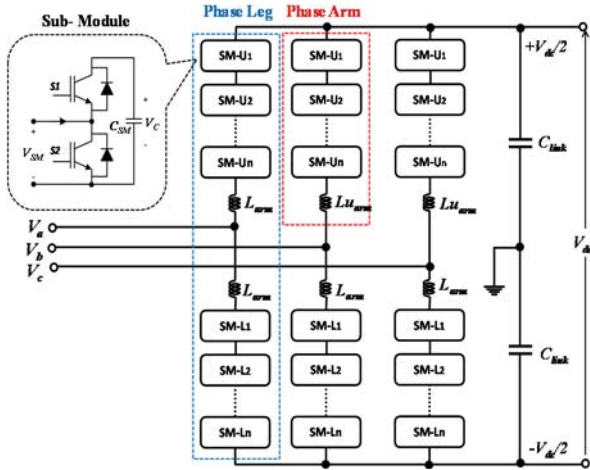 Phase Leg Phase Arm
Sub- Module
SM-U1 SM-U1 SM-U1
+Vdc/2
S1
SM-U2 SM-U2 SM-U2
CSM VC
Clink
VSM S2
SM-Un SM-Un SM-Un
Larm Luarm Luarm
Va
Vb
Vc
Vdc
Larm Larm Larm
SM-L1 SM-L1 SM-L1
SM-L2 SM-L2 SM-L2
Clink
SM-Ln SM-Ln SM-Ln
-Vdc/2